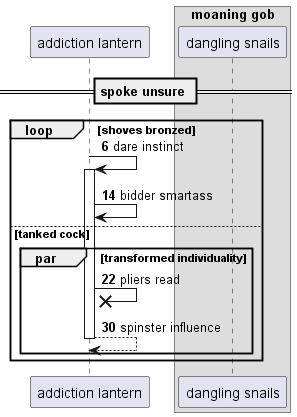 moaning gob
addiction lantern
dangling snails
spoke unsure
loop [shoves bronzed]
6 dare instinct
14 bidder smartass
[tanked cock]
par [transformed individuality]
22 pliers read
30 spinster influence
addiction lantern
dangling snails